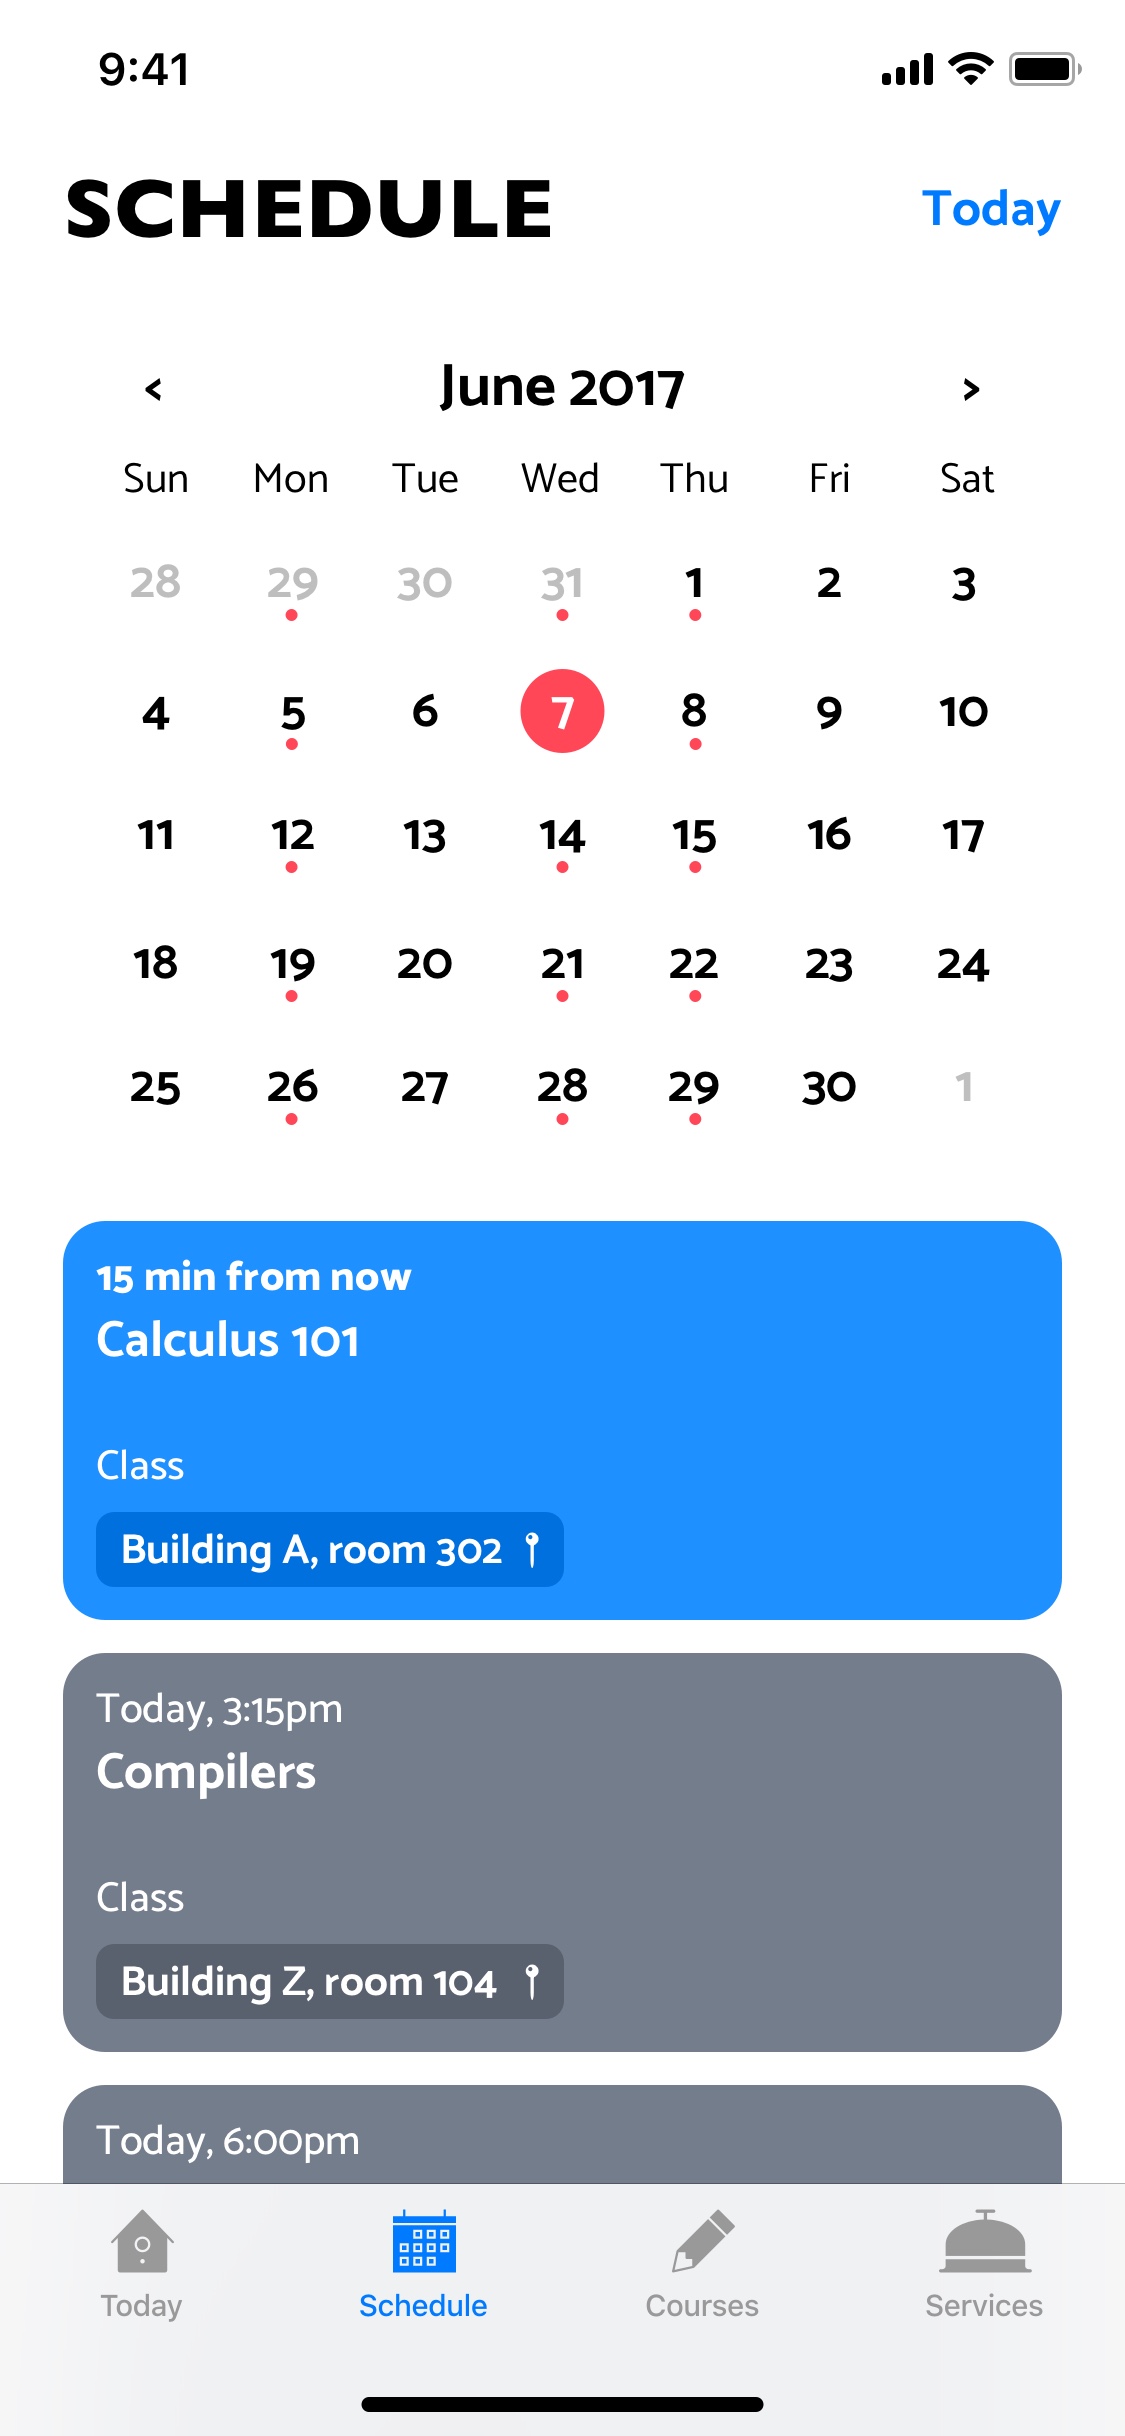 9:41
SCHEDULE Today
< June 2017 >
Sun Mon Tue Wed Thu Fri Sat
28 29 30 31 1 2 3
4 5 6 7 8 9 10
11 12 13 14 15 16 17
18 19 20 21 22 23 24
25 26 27 28 29 30 1
15 min from now
Calculus 101
Class
Building A, room 302
Today, 3:15pm
Compilers
Class
Building Z, room 104
Today, 6:00pm
Today Schedule Courses Services